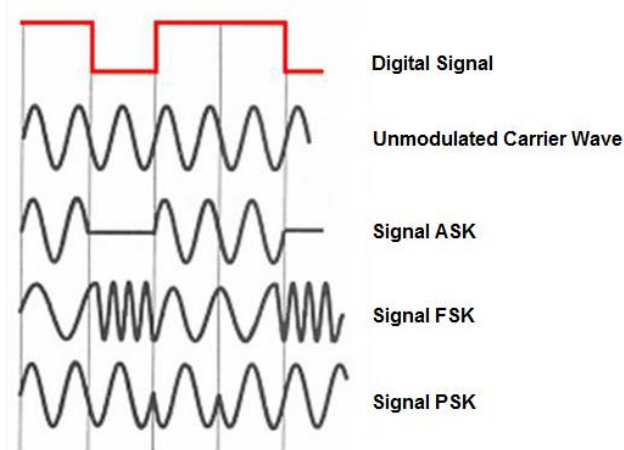 Digital Signal
Unmodulated Carrier Wave
Signal ASK
Signal FSK
Signal PSK